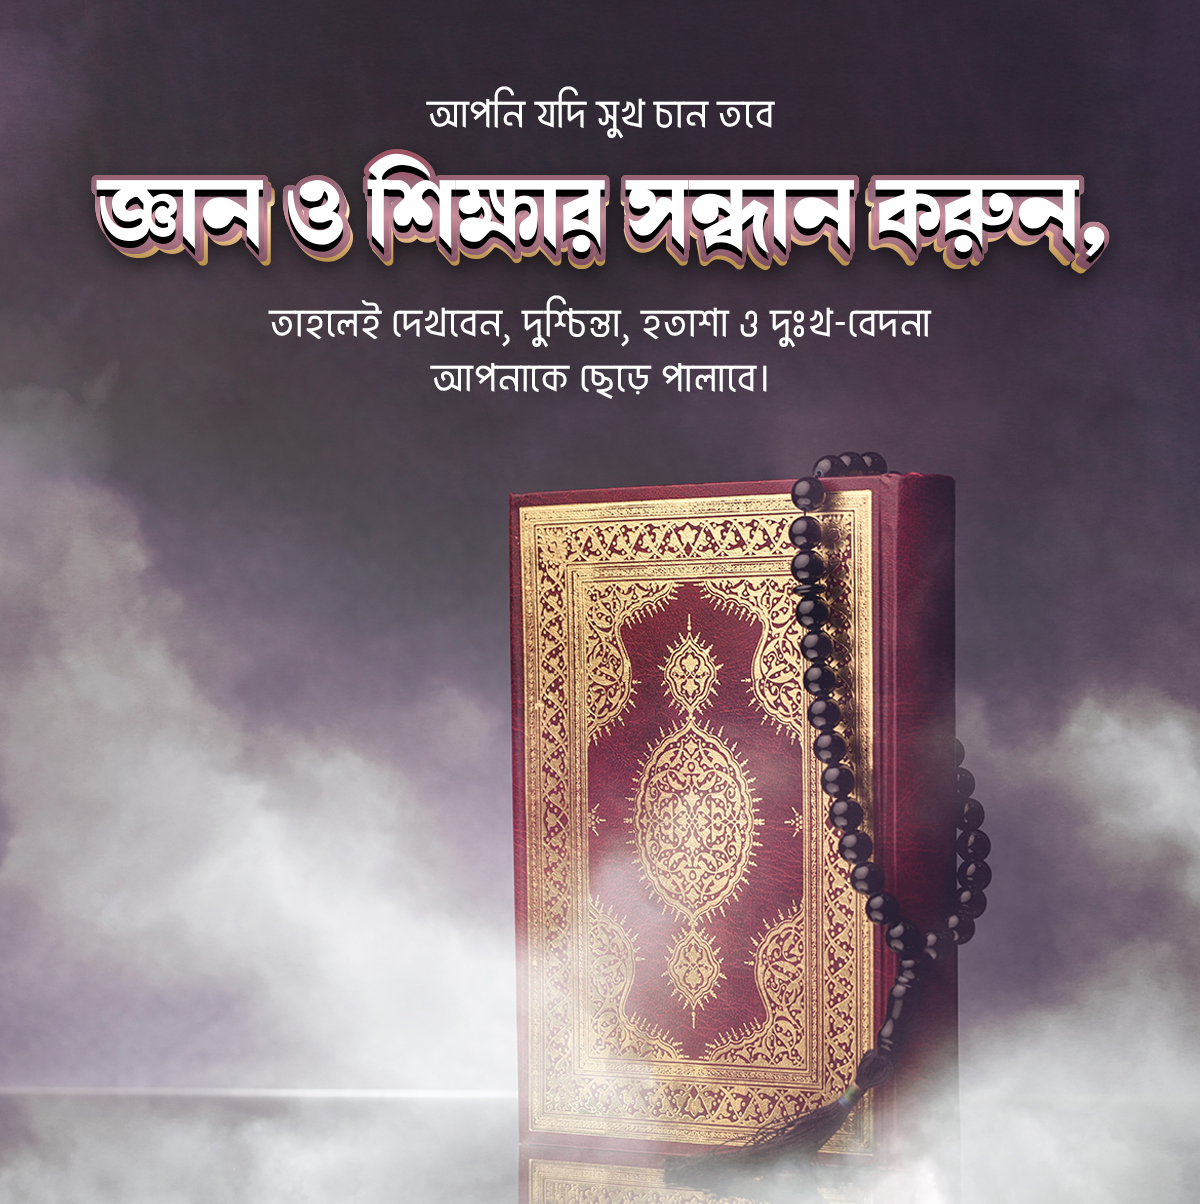 আপনি যদি সুখ চান তবে
জ্ঞান ও শিক্ষার সন্ধান করুন,
তাহলেই দেখবেন, দুশ্চিন্তা, হতাশা ও দুঃখ-বেদনা
আপনাকে ছেড়ে পালাবে।